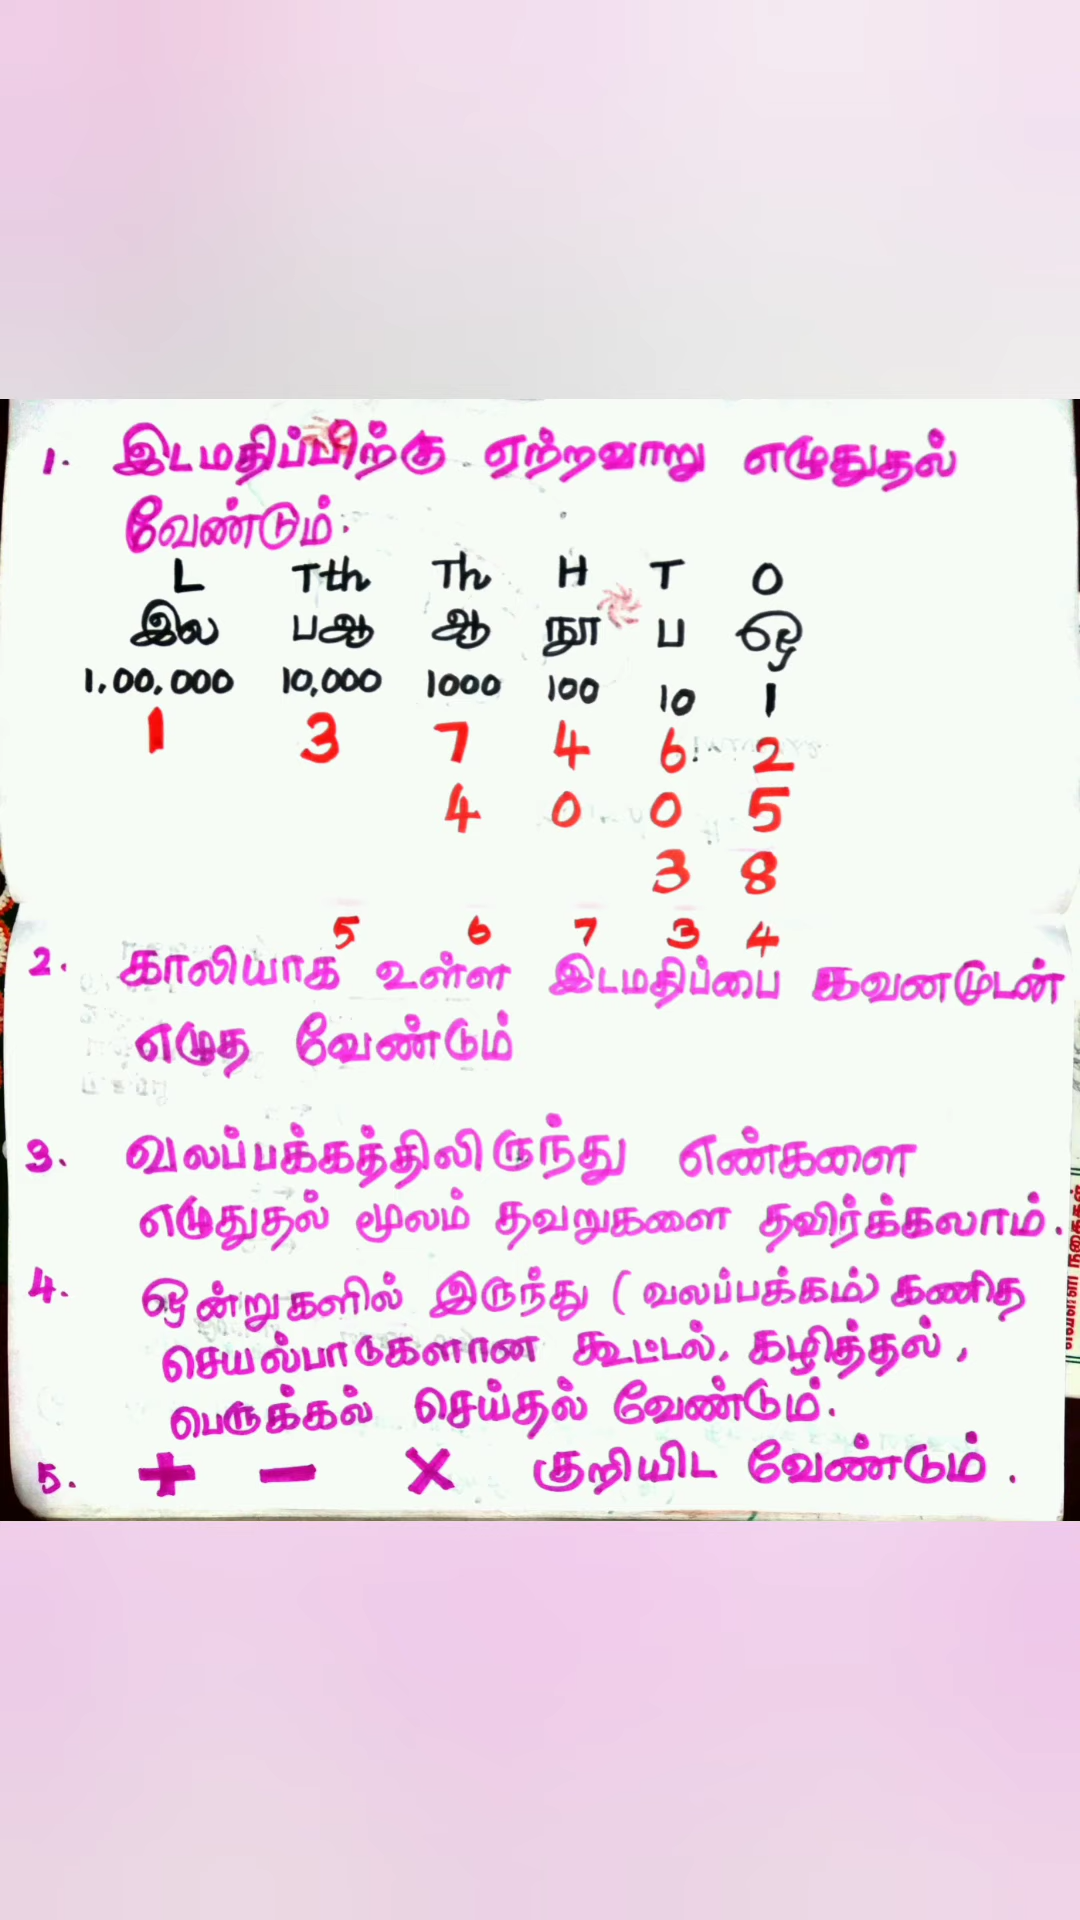 1. இடமதிப்பிற்கு ஏற்றவாறு எழுதுதல்
வேண்டும்.
L Tth Th H T O
இல பஆ ஆ நூ ப ஒ
1,00,000 10,000 1000 100 10 1
1 3 7 4 6 2
4 0 0 5
3 8
5 6 7 3 4
2. காலியாக உள்ள இடமதிப்பை கவனமுடன்
எழுத வேண்டும்
3. வலப்பக்கத்திலிருந்து எண்களை
எழுதுதல் மூலம் தவறுகளை தவிர்க்கலாம்.
4. ஒன்றுகளில் இருந்து (வலப்பக்கம்) கணித
செயல்பாடுகளான கூட்டல், கழித்தல்,
பெருக்கல் செய்தல் வேண்டும்.
5. + - × குறியிட வேண்டும்.